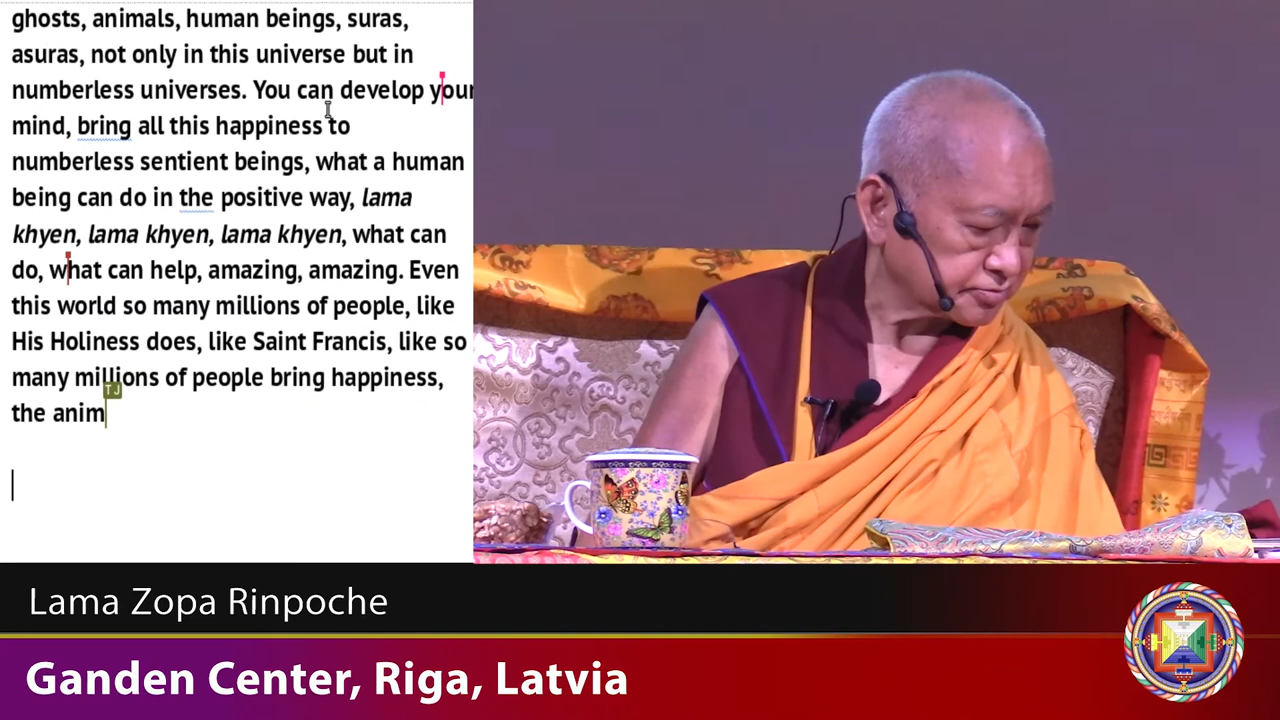 ghosts, animals, human beings, suras,
asuras, not only in this universe but in
numberless universes. You can develop your
mind, bring all this happiness to
numberless sentient beings, what a human
being can do in the positive way, lama
khyen, lama khyen, lama khyen, what can
do, what can help, amazing, amazing. Even
this world so many millions of people, like
His Holiness does, like Saint Francis, like so
many millions of people bring happiness,
TJ
the anim
Lama Zopa Rinpoche
Ganden Center, Riga, Latvia